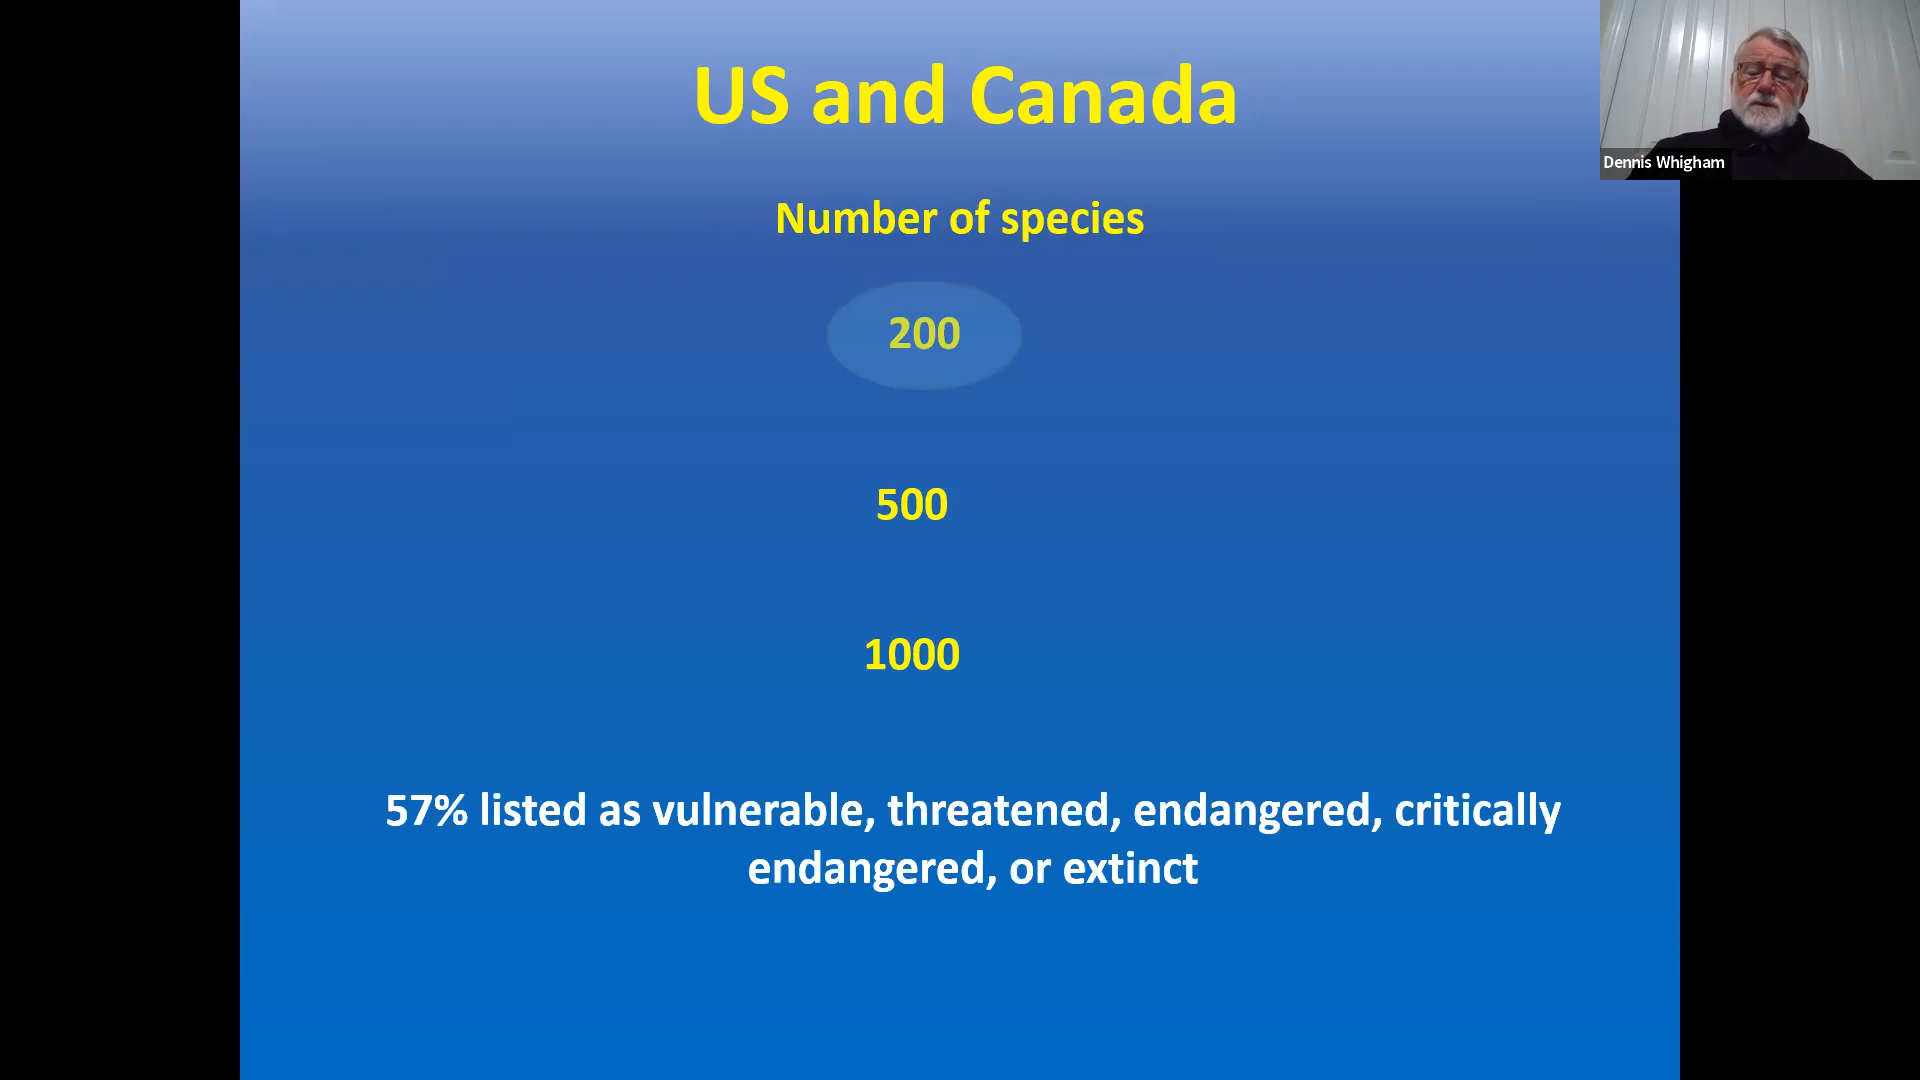 US and Canada
Dennis Whigham
Number of species
200
500
1000
57% listed as vulnerable, threatened, endangered, critically
endangered, or extinct